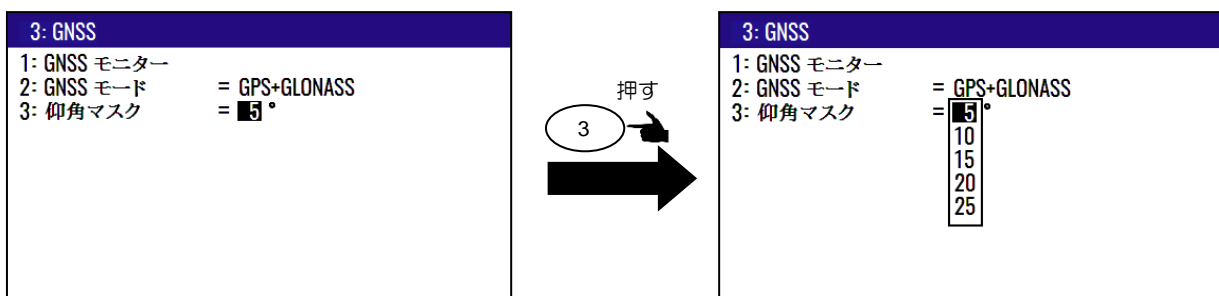 3: GNSS
1: GNSS モニター
2: GNSS モード = GPS+GLONASS
3: 仰角マスク = 5 °
押す
3
3: GNSS
1: GNSS モニター
2: GNSS モード = GPS+GLONASS
3: 仰角マスク = 5 °
10
15
20
25